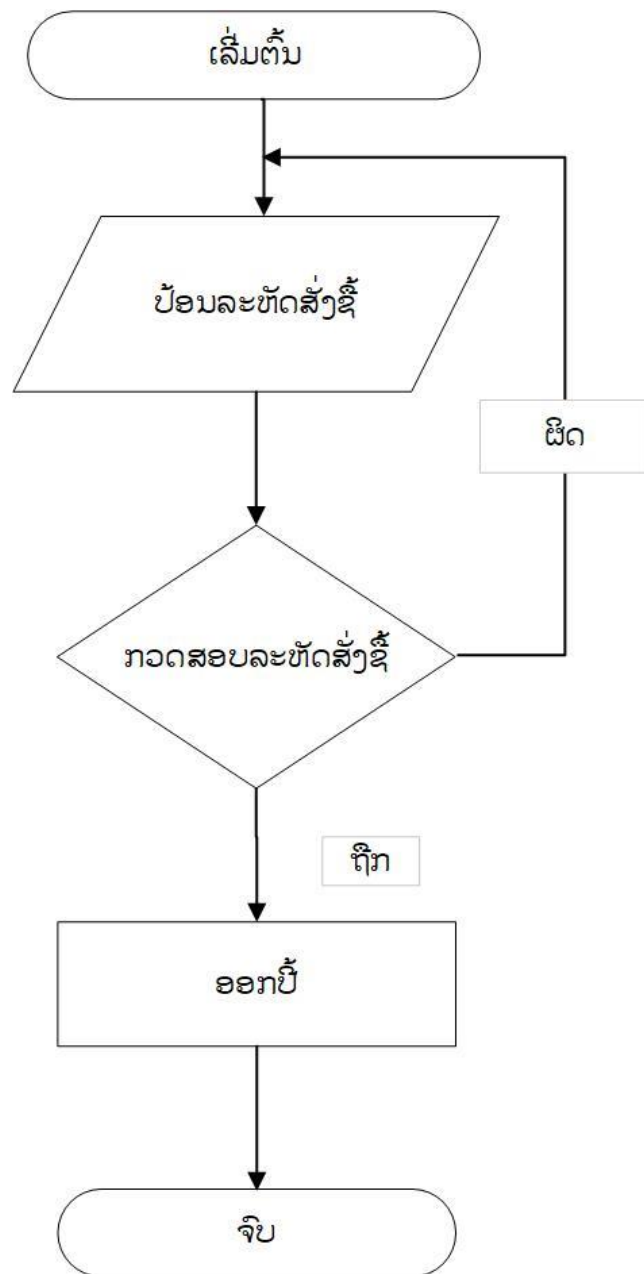 ເລີ່ມຕົ້ນ
ປ້ອນລະຫັດສັ່ງຊື້
ຜິດ
ກວດສອບລະຫັດສັ່ງຊື້
ຖືກ
ອອກປີ້
ຈົບ